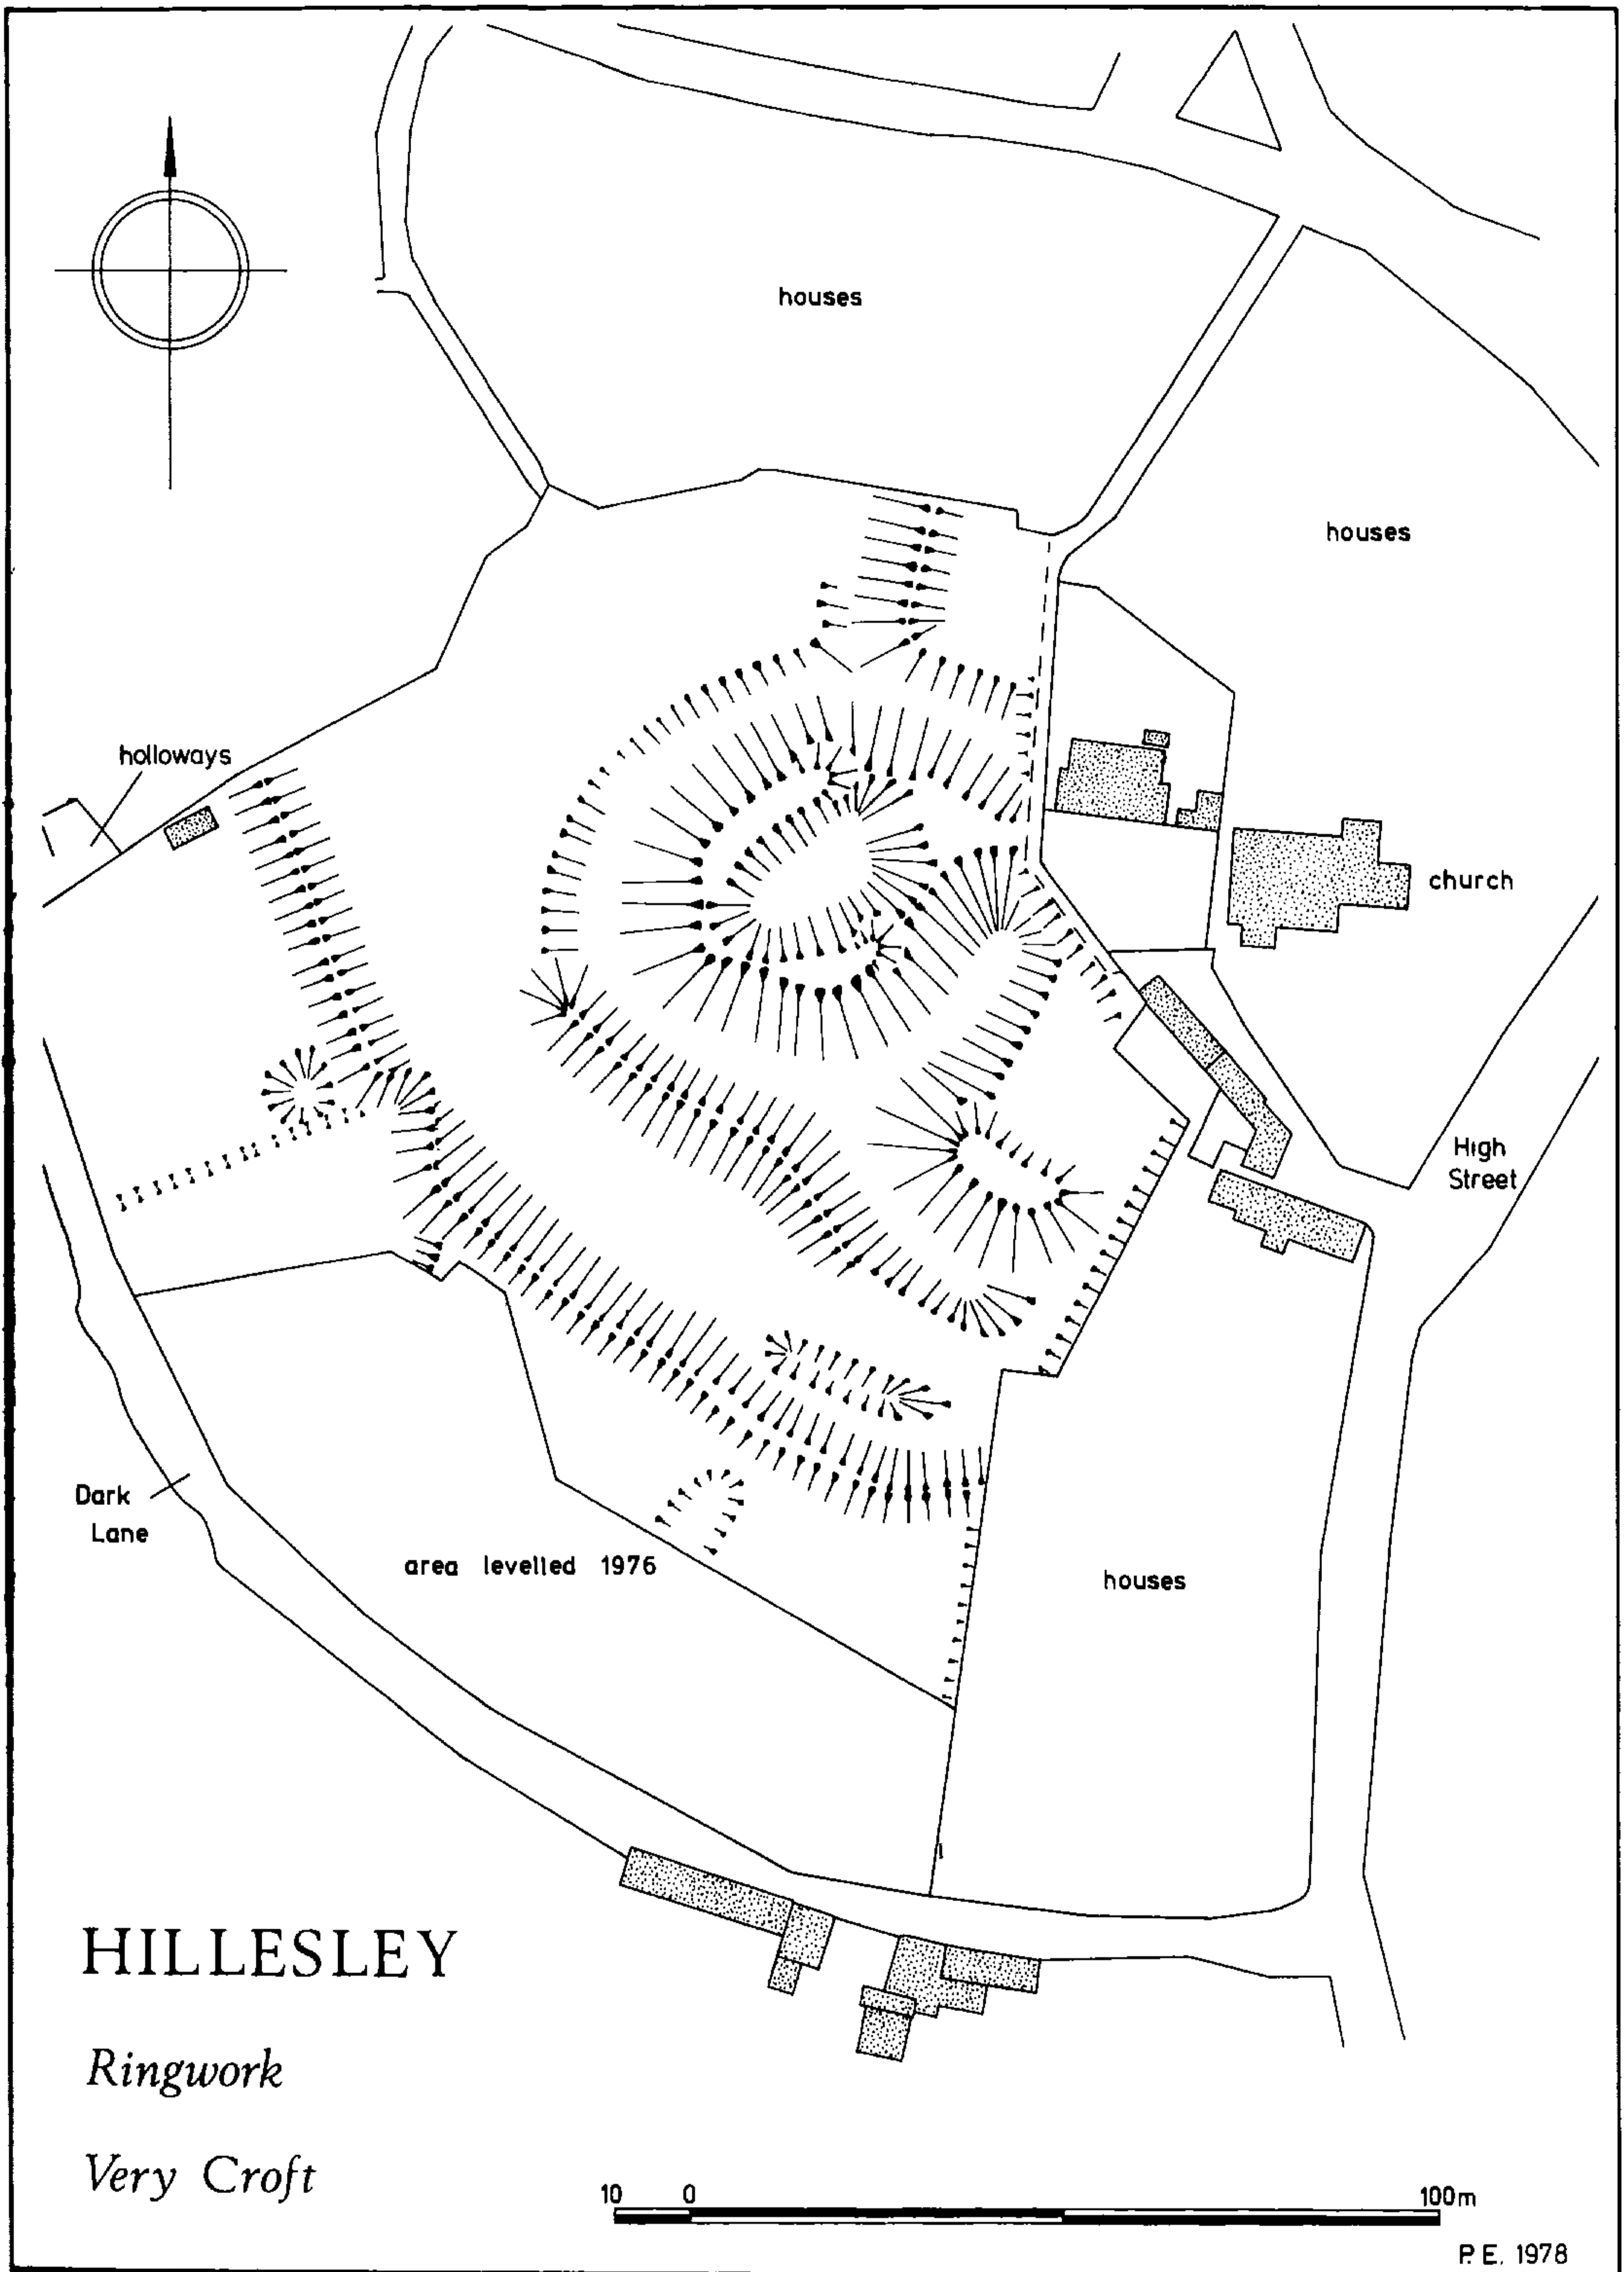 houses
houses
holloways
church
High
Street
Dark
Lane
area levelled 1976
houses
HILLESLEY
Ringwork
Very Croft
10 0 100m
P.E. 1978